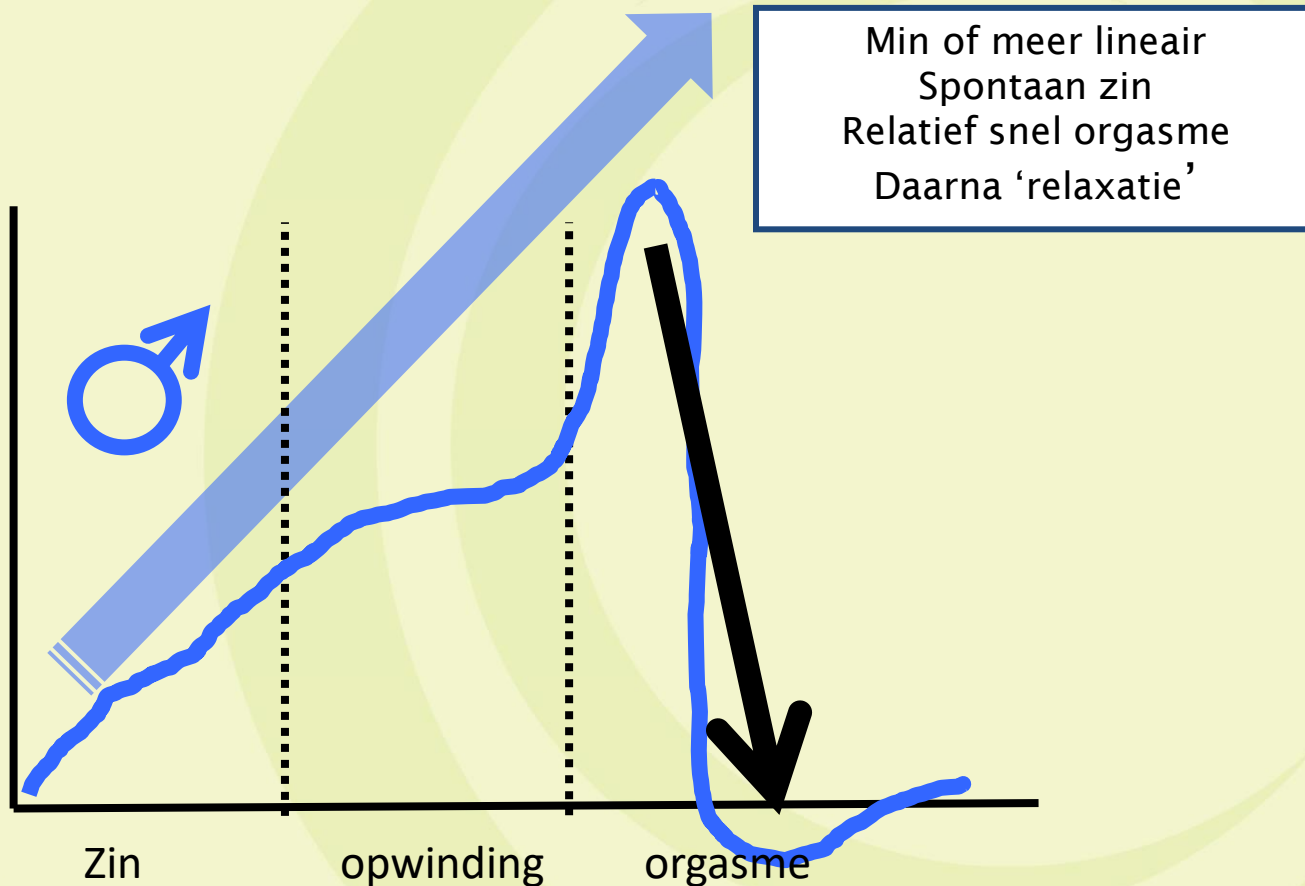 Min of meer lineair
Spontaan zin
Relatief snel orgasme
Daarna ‘relaxatie’
Zin opwinding orgasme